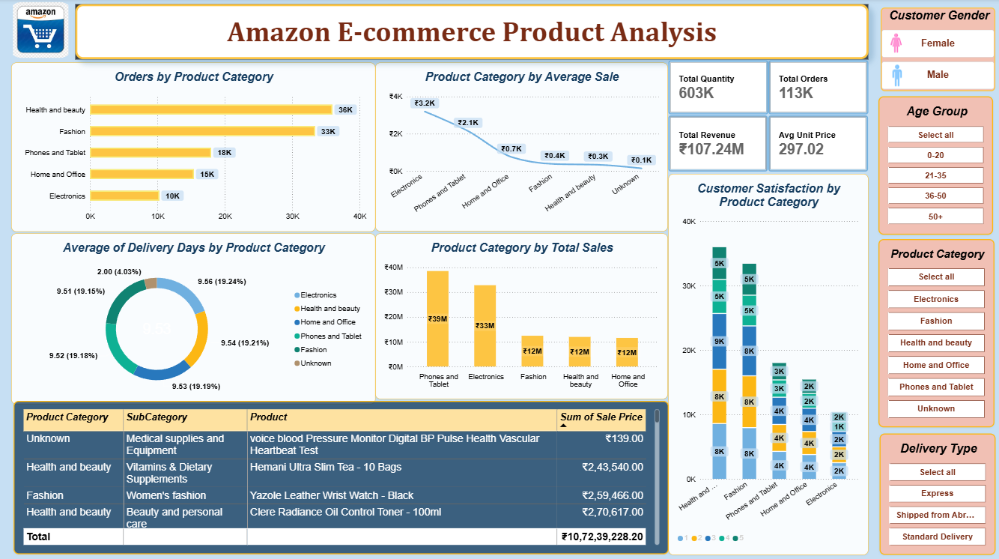 amazon
Amazon E-commerce Product Analysis
Orders by Product Category
Health and beauty 36K
Fashion 33K
Phones and Tablet 18K
Home and Office 15K
Electronics 10K
0K 10K 20K 30K 40K
Product Category by Average Sale
₹4K
₹2K
₹0K
₹3.2K ₹2.1K ₹0.7K ₹0.4K ₹0.3K ₹0.1K
Electronics Phones and Tablet Home and Office Fashion Health and beauty Unknown
Total Quantity
603K
Total Orders
113K
Total Revenue
₹107.24M
Avg Unit Price
297.02
Average of Delivery Days by Product Category
2.00 (4.03%)
9.56 (19.24%)
9.51 (19.15%)
9.53
9.54 (19.21%)
9.52 (19.18%)
9.53 (19.19%)
Electronics
Health and beauty
Home and Office
Phones and Tablet
Fashion
Unknown
Product Category by Total Sales
₹40M
₹30M
₹20M
₹10M
₹0M
₹39M ₹33M ₹12M ₹12M ₹12M
Phones and Electronics Fashion Health and Home and
Tablet beauty Office
Customer Satisfaction by
Product Category
40K
30K
20K
10K
0K
5K 5K 9K 8K 8K
5K 5K 8K 8K 8K
3K 3K 4K 4K 4K
2K 2K 4K 4K 4K
2K 1K 2K 2K 2K
Health and ... Fashion Phones and Tablet Home and Office Electronics
1 2 3 4 5
Product Category SubCategory Product Sum of Sale Price
Unknown Medical supplies and voice blood Pressure Monitor Digital BP Pulse Health Vascular ₹139.00
Equipment Heartbeat Test
Health and beauty Vitamins & Dietary Hemani Ultra Slim Tea - 10 Bags ₹2,43,540.00
Supplements
Fashion Women's fashion Yazole Leather Wrist Watch - Black ₹2,59,466.00
Health and beauty Beauty and personal Clere Radiance Oil Control Toner - 100ml ₹2,70,617.00
care
Total ₹10,72,39,228.20
Customer Gender
Female
Male
Age Group
Select all
0-20
21-35
36-50
50+
Product Category
Select all
Electronics
Fashion
Health and beauty
Home and Office
Phones and Tablet
Unknown
Delivery Type
Select all
Express
Shipped from Abr...
Standard Delivery